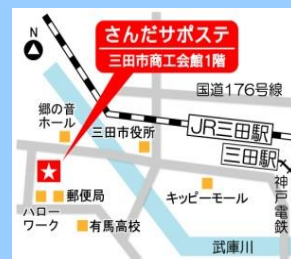 N
さんだサポステ
三田市商工会館1階
国道176号線
郷の音
ホール
三田市役所
JR三田駅
三田駅
神戸電鉄
郵便局
ハロー
ワーク
有馬高校
キッピーモール
武庫川